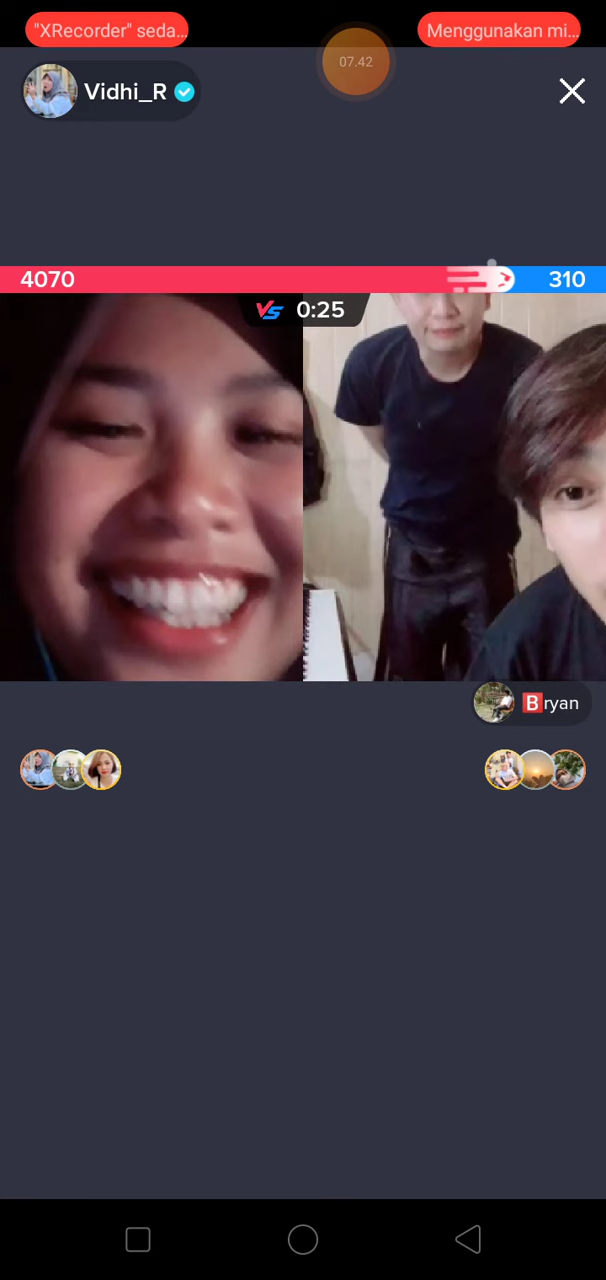 "XRecorder" seda...
Menggunakan mi...
07.42
Vidhi_R
4070
310
VS 0:25
Bryan